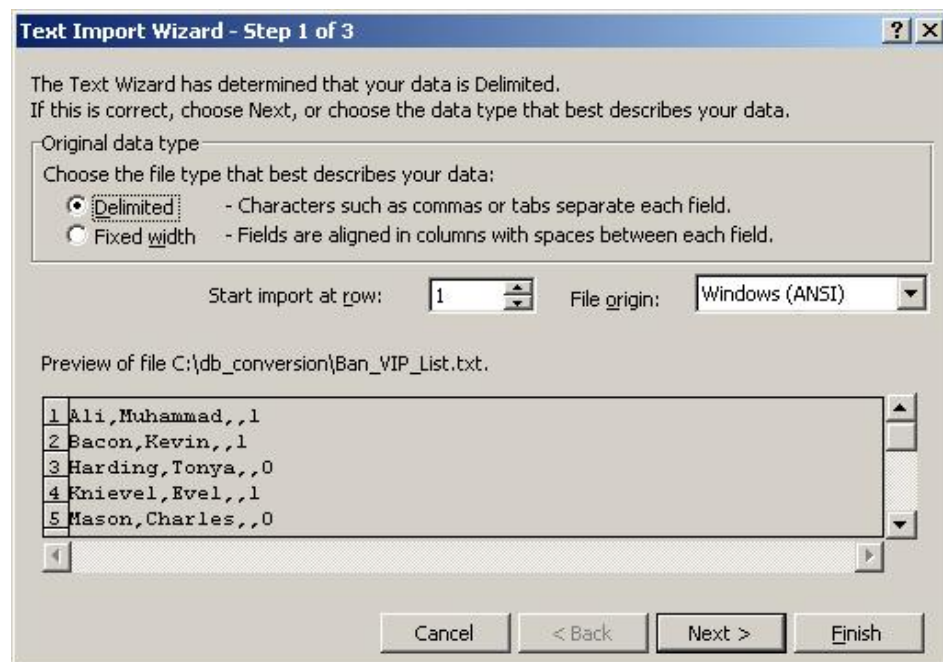 Text Import Wizard - Step 1 of 3 ? X
The Text Wizard has determined that your data is Delimited.
If this is correct, choose Next, or choose the data type that best describes your data.
Original data type
Choose the file type that best describes your data:
Delimited - Characters such as commas or tabs separate each field.
Fixed width - Fields are aligned in columns with spaces between each field.
Start import at row: 1 File origin: Windows (ANSI)
Preview of file C:\db_conversion\Ban_VIP_List.txt.
1 Ali,Muhammad,,1
2 Bacon,Kevin,,1
3 Harding,Tonya,,0
4 Knievel,Evel,,1
5 Mason,Charles,,0
Cancel < Back Next > Finish